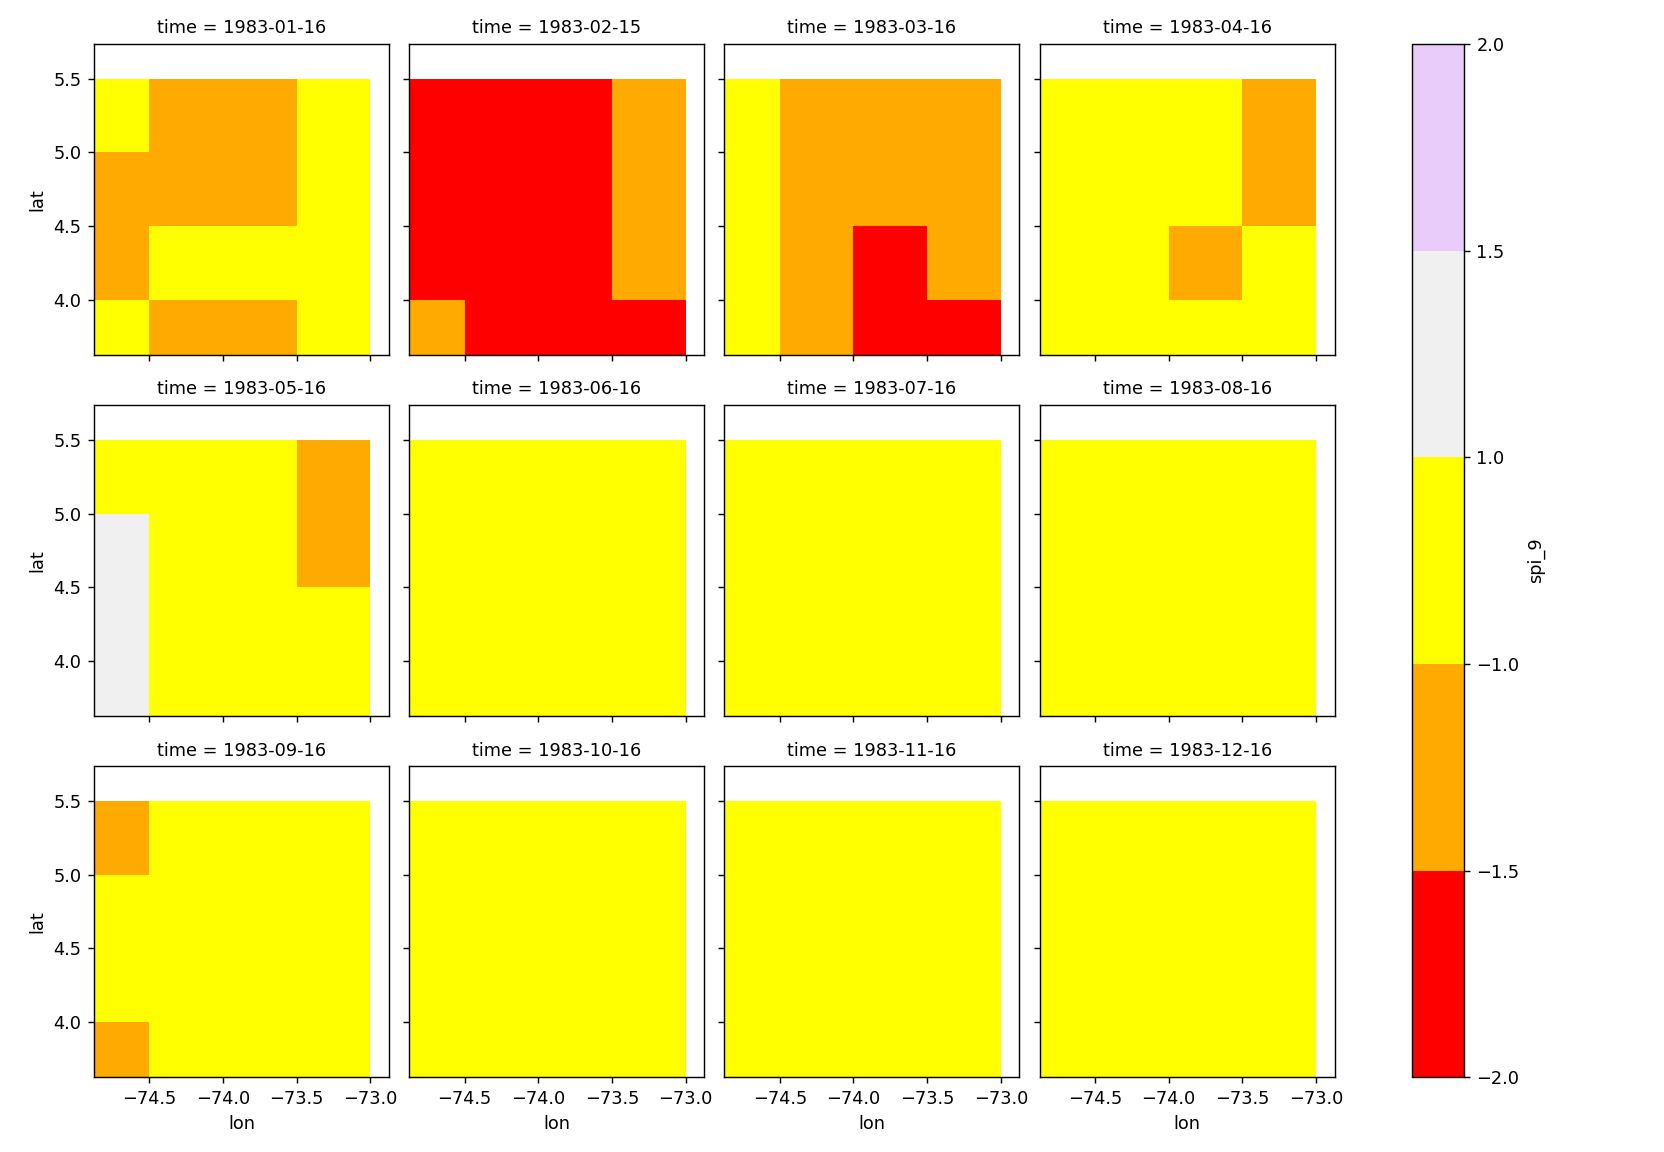 time = 1983-01-16
time = 1983-02-15
time = 1983-03-16
time = 1983-04-16
5.5
5.0
4.5
4.0
lat
time = 1983-05-16
time = 1983-06-16
time = 1983-07-16
time = 1983-08-16
5.5
5.0
4.5
4.0
lat
time = 1983-09-16
time = 1983-10-16
time = 1983-11-16
time = 1983-12-16
5.5
5.0
4.5
4.0
lat
−74.5 −74.0 −73.5 −73.0
lon
−74.5 −74.0 −73.5 −73.0
lon
−74.5 −74.0 −73.5 −73.0
lon
−74.5 −74.0 −73.5 −73.0
lon
2.0
1.5
1.0
−1.0
−1.5
−2.0
spi_9